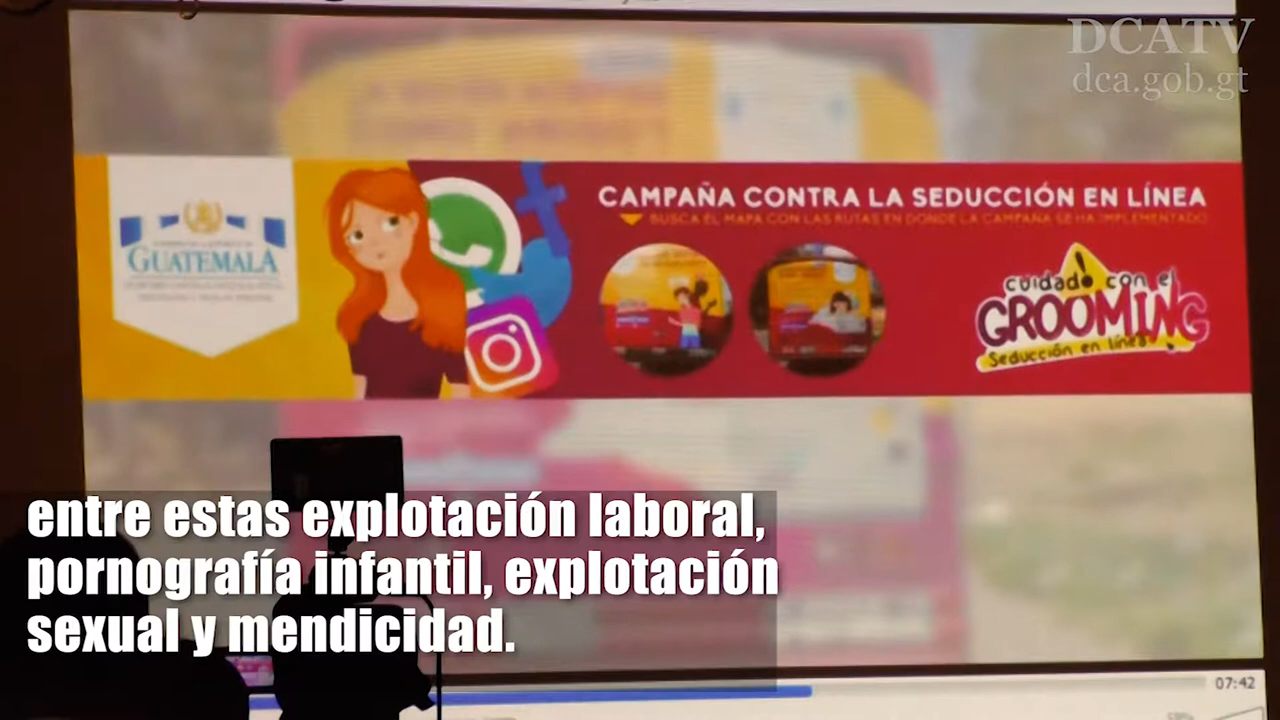 DCATV
dca.gob.gt
CAMPAÑA CONTRA LA SEDUCCIÓN EN LÍNEA
BUSCA EL MAPA CON LAS RUTAS EN DONDE LA CAMPAÑA SE HA IMPLEMENTADO
GUATEMALA
cuidado con el
GROOMING
Seducción en línea
entre estas explotación laboral,
pornografía infantil, explotación
sexual y mendicidad.
07:42